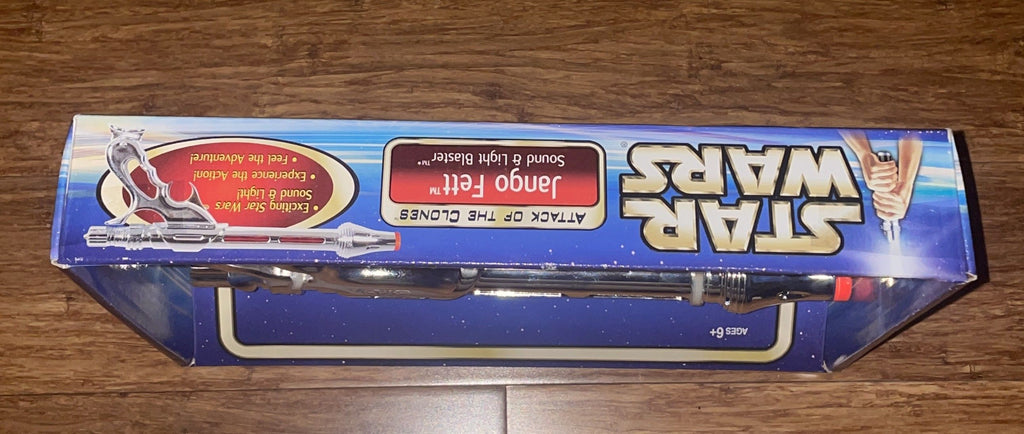 STAR
WARS®
ATTACK OF THE CLONES™
Jango Fett™
Sound & Light Blaster™
• Exciting Star Wars®
Sound & Light!
• Experience the Action!
• Feel the Adventure!
AGES 6+